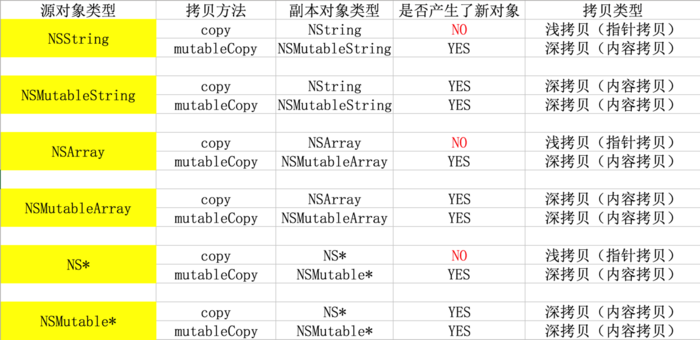 源对象类型 拷贝方法 副本对象类型 是否产生了新对象 拷贝类型
NSString copy NString NO 浅拷贝（指针拷贝）
mutableCopy NSMutableString YES 深拷贝（内容拷贝）
NSMutableString copy NString YES 深拷贝（内容拷贝）
mutableCopy NSMutableString YES 深拷贝（内容拷贝）
NSArray copy NSArray NO 浅拷贝（指针拷贝）
mutableCopy NSMutableArray YES 深拷贝（内容拷贝）
NSMutableArray copy NSArray YES 深拷贝（内容拷贝）
mutableCopy NSMutableArray YES 深拷贝（内容拷贝）
NS* copy NS* NO 浅拷贝（指针拷贝）
mutableCopy NSMutable* YES 深拷贝（内容拷贝）
NSMutable* copy NS* YES 深拷贝（内容拷贝）
mutableCopy NSMutable* YES 深拷贝（内容拷贝）